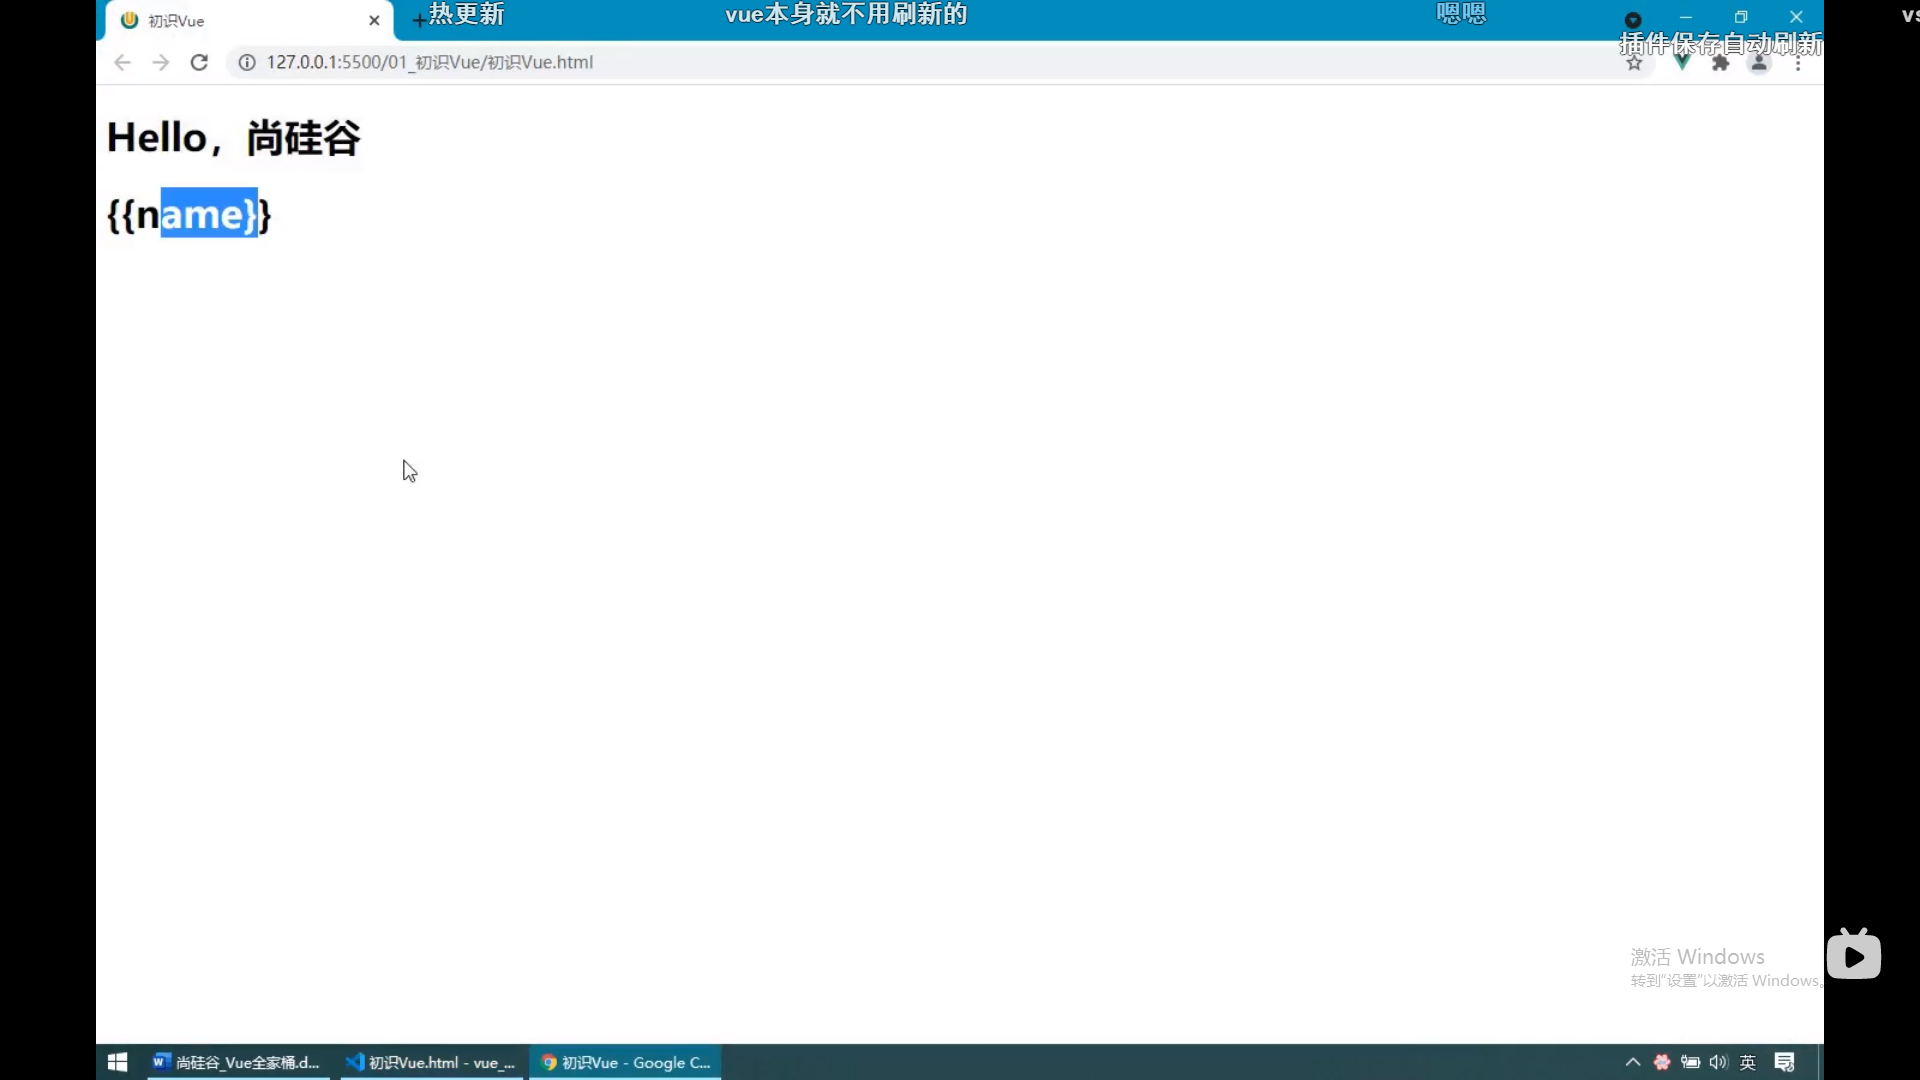 初识Vue
热更新
vue本身就不用刷新的
嗯嗯
vs
插件保存自动刷新
127.0.0.1:5500/01_初识Vue/初识Vue.html
Hello，尚硅谷
{{name}}
激活 Windows
转到“设置”以激活 Windows。
尚硅谷_Vue全家桶.d...
初识Vue.html - vue_...
初识Vue - Google C...
英